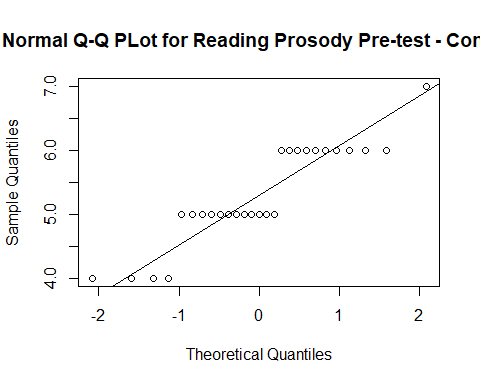 Normal Q-Q PLot for Reading Prosody Pre-test - Con
7.0
6.0
5.0
4.0
Sample Quantiles
-2 -1 0 1 2
Theoretical Quantiles